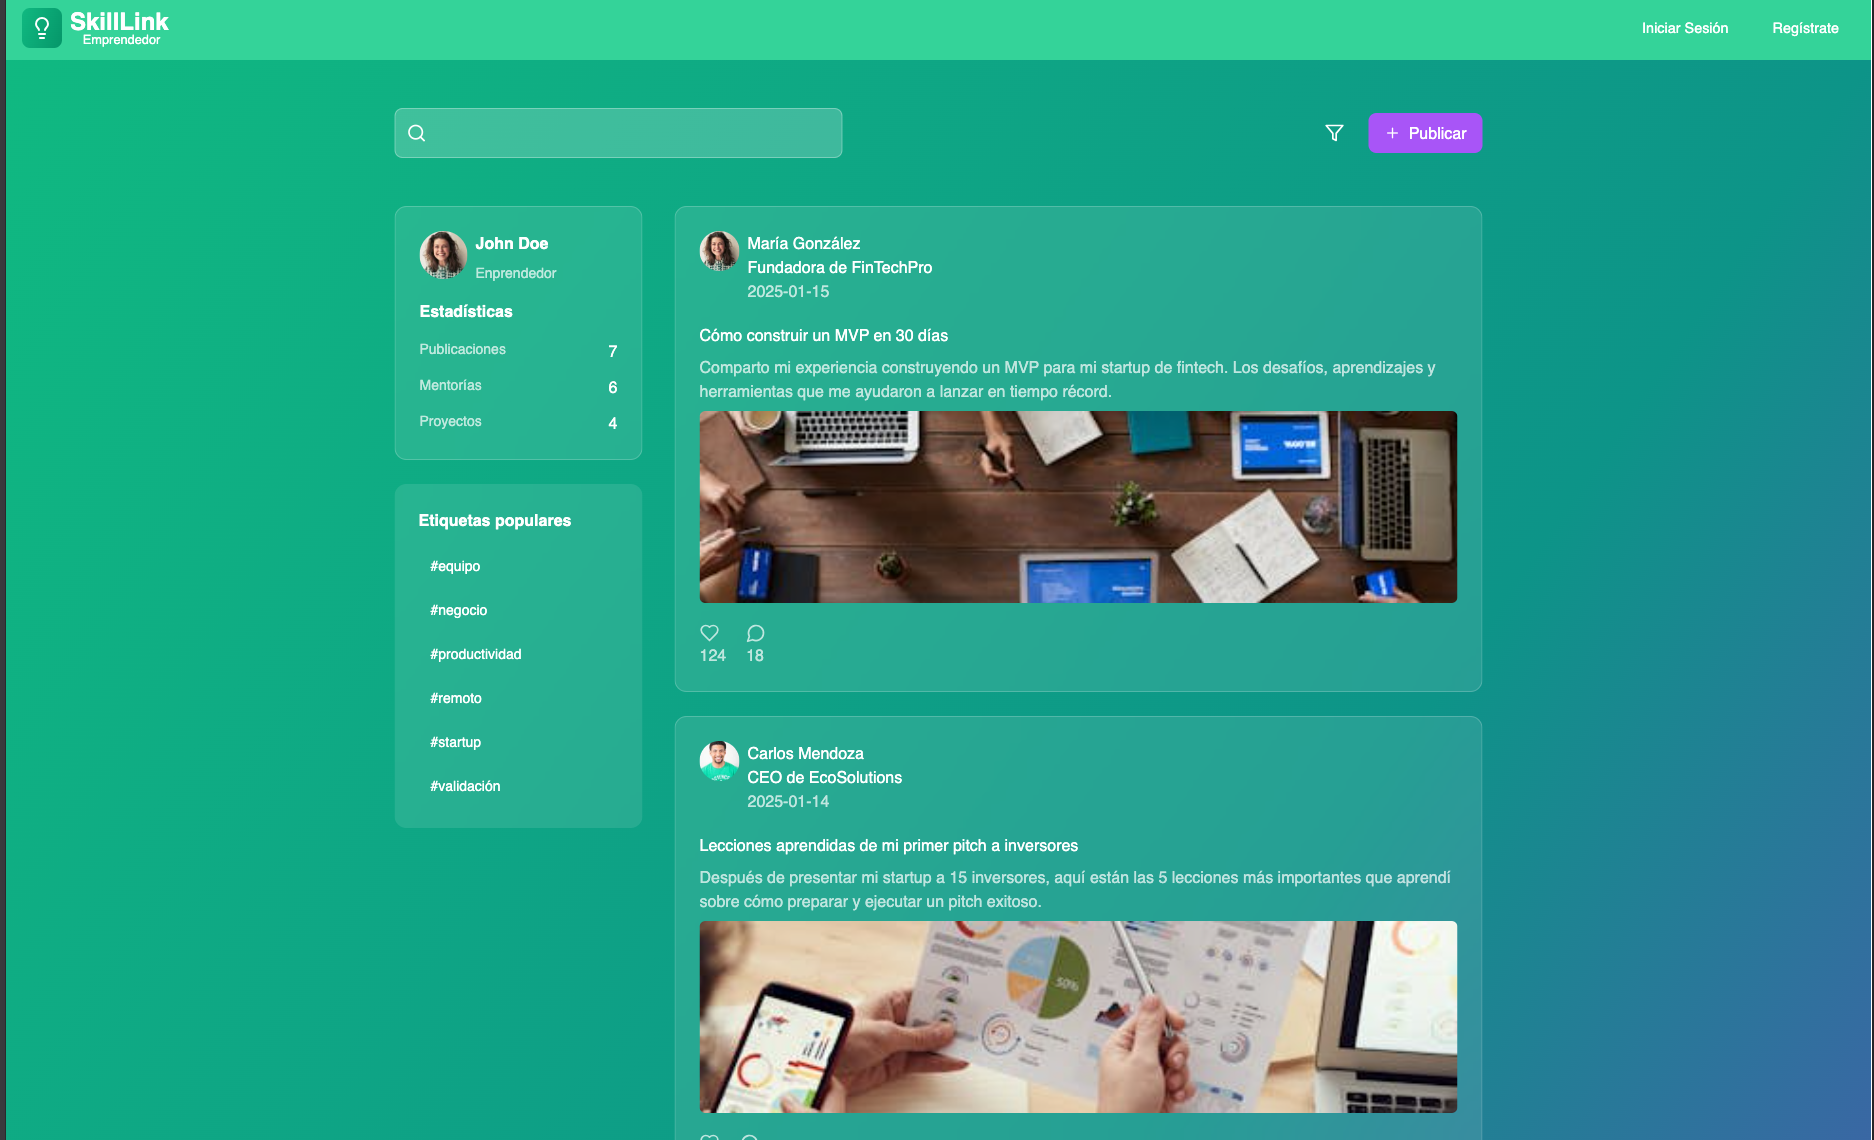 SkillLink
Emprendedor
Iniciar Sesión
Regístrate
Publicar
John Doe
Enprendedor
Estadísticas
Publicaciones 7
Mentorías 6
Proyectos 4
Etiquetas populares
#equipo
#negocio
#productividad
#remoto
#startup
#validación
María González
Fundadora de FinTechPro
2025-01-15
Cómo construir un MVP en 30 días
Comparto mi experiencia construyendo un MVP para mi startup de fintech. Los desafíos, aprendizajes y
herramientas que me ayudaron a lanzar en tiempo récord.
124 18
Carlos Mendoza
CEO de EcoSolutions
2025-01-14
Lecciones aprendidas de mi primer pitch a inversores
Después de presentar mi startup a 15 inversores, aquí están las 5 lecciones más importantes que aprendí
sobre cómo preparar y ejecutar un pitch exitoso.
50%